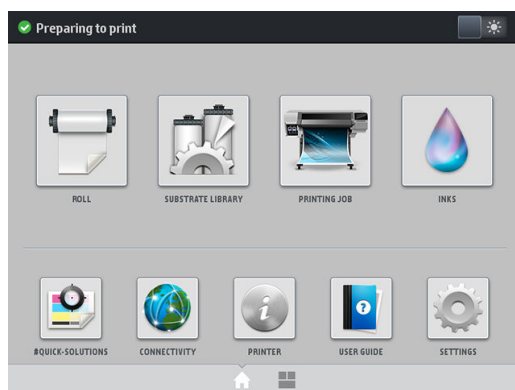 Preparing to print
ROLL
SUBSTRATE LIBRARY
PRINTING JOB
INKS
#QUICK-SOLUTIONS
CONNECTIVITY
PRINTER
USER GUIDE
SETTINGS